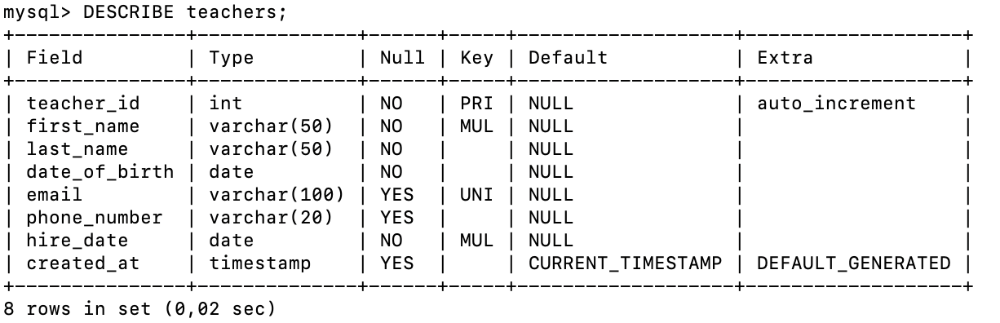 mysql> DESCRIBE teachers;
+---------------+--------------+------+-----+-------------------+-------------------+
| Field         | Type         | Null | Key | Default           | Extra             |
+---------------+--------------+------+-----+-------------------+-------------------+
| teacher_id    | int          | NO   | PRI | NULL              | auto_increment    |
| first_name    | varchar(50)  | NO   | MUL | NULL              |                   |
| last_name     | varchar(50)  | NO   |     | NULL              |                   |
| date_of_birth | date         | NO   |     | NULL              |                   |
| email         | varchar(100) | YES  | UNI | NULL              |                   |
| phone_number  | varchar(20)  | YES  |     | NULL              |                   |
| hire_date     | date         | NO   | MUL | NULL              |                   |
| created_at    | timestamp    | YES  |     | CURRENT_TIMESTAMP | DEFAULT_GENERATED |
+---------------+--------------+------+-----+-------------------+-------------------+
8 rows in set (0,02 sec)